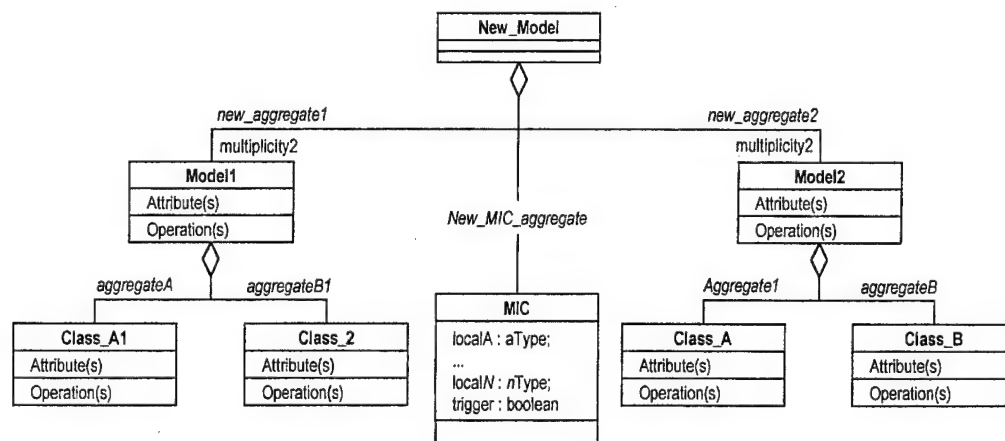 New_Model
new_aggregate1
new_aggregate2
multiplicity2
multiplicity2
Model1
Attribute(s)
Operation(s)
Model2
Attribute(s)
Operation(s)
New_MIC_aggregate
aggregateA
aggregateB1
Aggregate1
aggregateB
Class_A1
Attribute(s)
Operation(s)
Class_2
Attribute(s)
Operation(s)
MIC
localA : aType;
...
localN : nType;
trigger : boolean
Class_A
Attribute(s)
Operation(s)
Class_B
Attribute(s)
Operation(s)